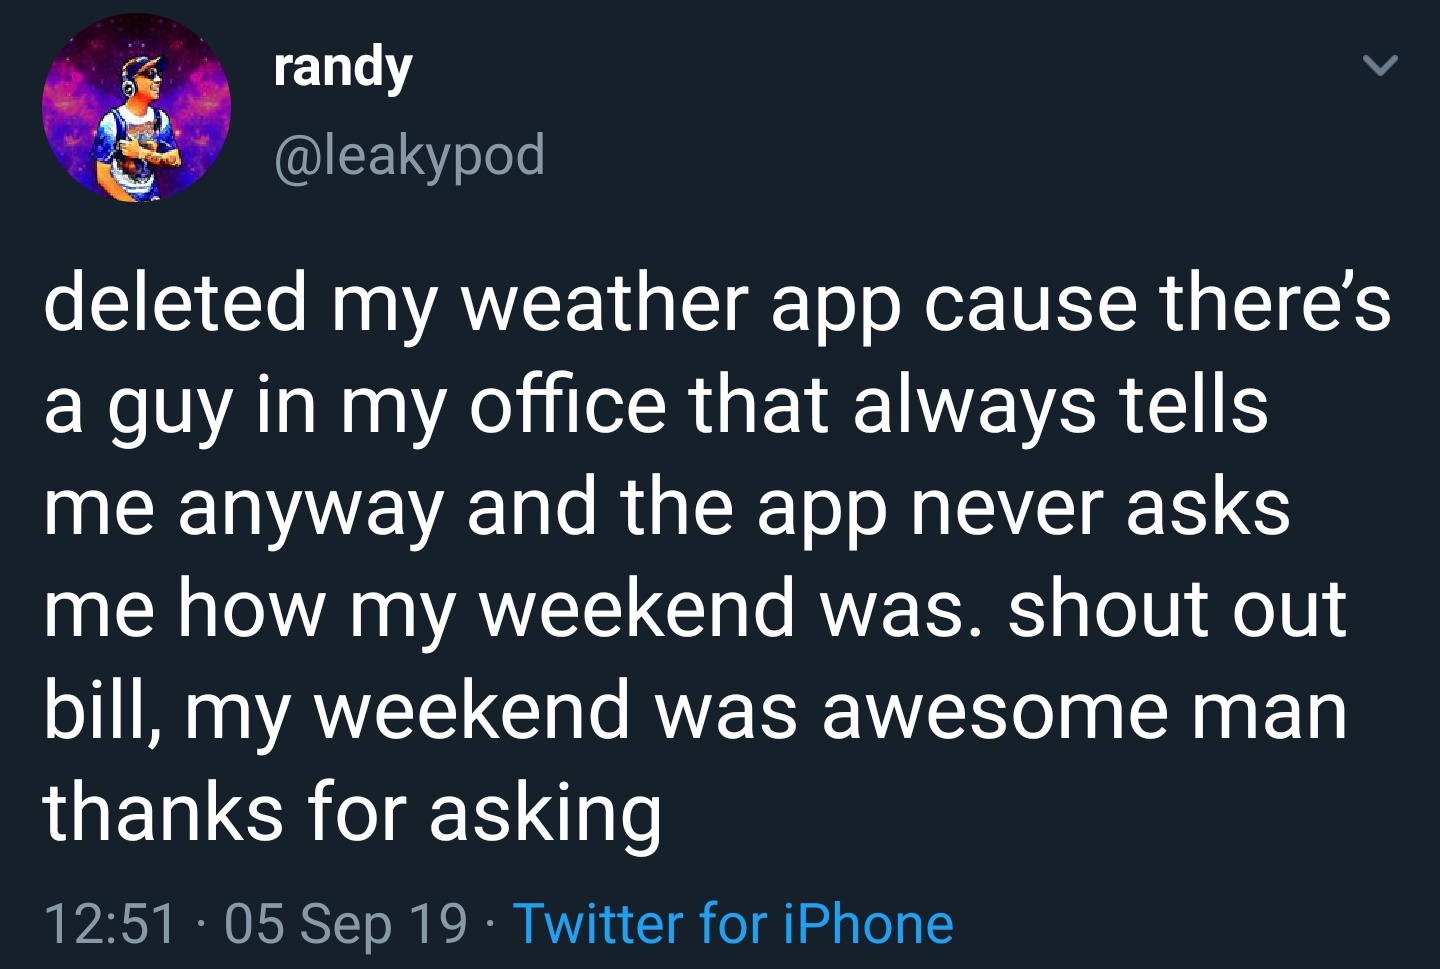 randy
@leakypod
deleted my weather app cause there’s
a guy in my office that always tells
me anyway and the app never asks
me how my weekend was. shout out
bill, my weekend was awesome man
thanks for asking
12:51 · 05 Sep 19 · Twitter for iPhone